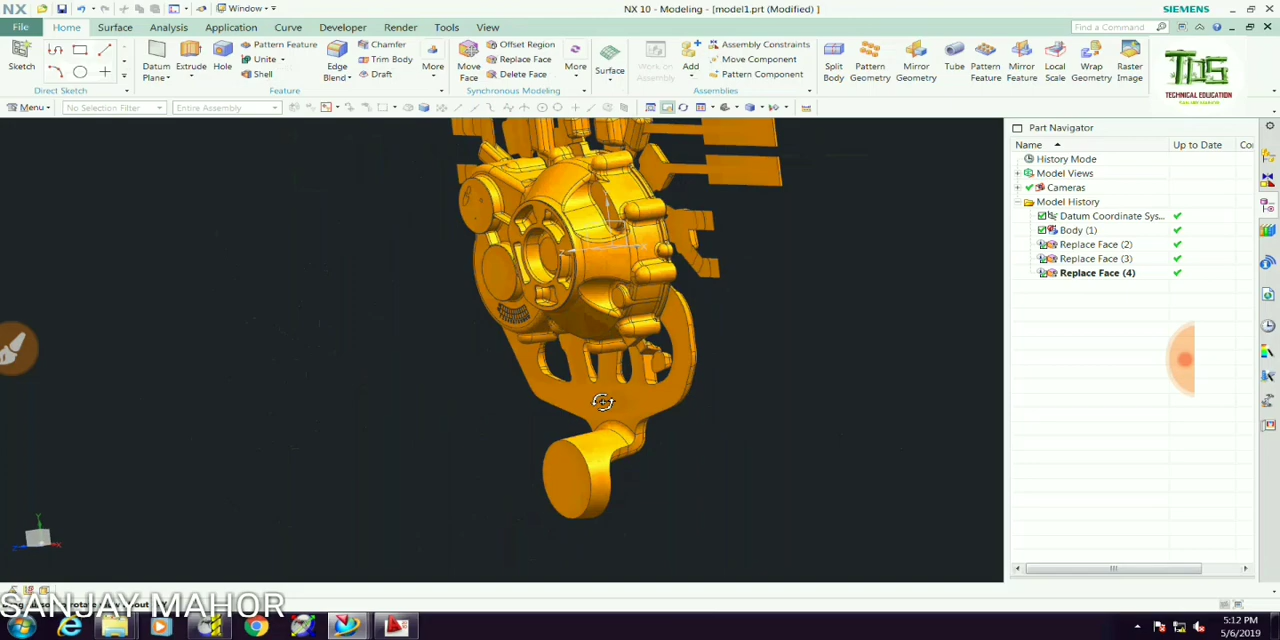 NX Window NX 10 - Modeling - [model1.prt (Modified) ] SIEMENS
File Home Surface Analysis Application Curve Developer Render Tools View Find a Command
Sketch Datum Plane Extrude Hole Pattern Feature Unite Shell Edge Blend Chamfer Trim Body Draft More Move Face Offset Region Replace Face Delete Face More Surface Work on Assembly Add Assembly Constraints Move Component Pattern Component Split Body Pattern Geometry Mirror Geometry Tube Pattern Feature Mirror Feature Local Scale Wrap Geometry Raster Image
Direct Sketch Feature Synchronous Modeling Assemblies
TECHNICAL EDUCATION
SANJAY MAHOR
Menu No Selection Filter Entire Assembly
Part Navigator
Name Up to Date Co
History Mode
Model Views
Cameras
Model History
Datum Coordinate Sys...
Body (1)
Replace Face (2)
Replace Face (3)
Replace Face (4)
Z X
Y
Z X
SANJAY MAHOR
5:12 PM
5/6/2019